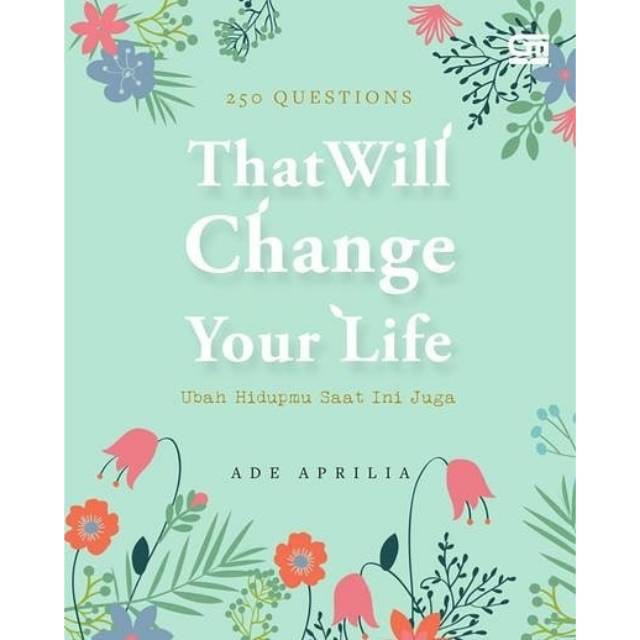 250 QUESTIONS
That Will
Change
Your Life
Ubah Hidupmu Saat Ini Juga
ADE APRILIA